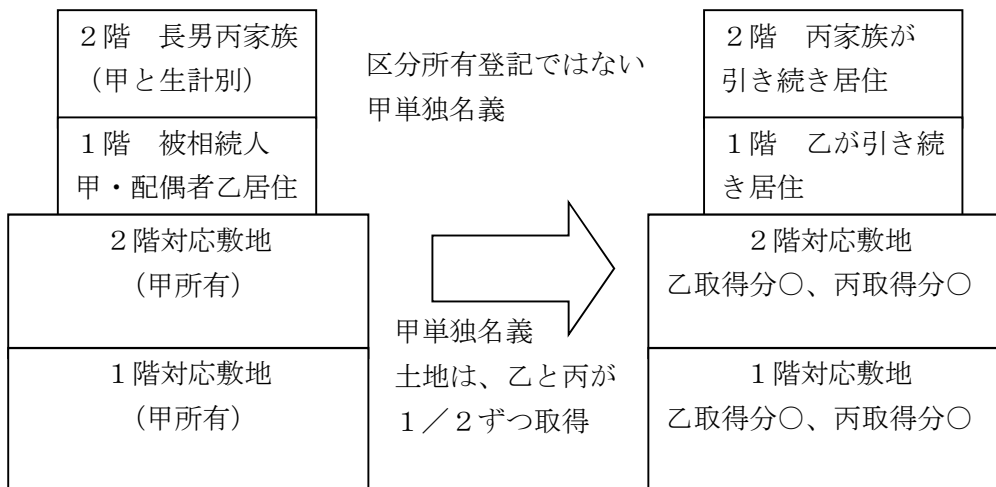 ２階　長男丙家族
（甲と生計別）
１階　被相続人
甲・配偶者乙居住
２階対応敷地
（甲所有）
１階対応敷地
（甲所有）
区分所有登記ではない
甲単独名義
甲単独名義
土地は、乙と丙が
１／２ずつ取得
２階　丙家族が
引き続き居住
１階　乙が引き続
き居住
２階対応敷地
乙取得分○、丙取得分○
１階対応敷地
乙取得分○、丙取得分○